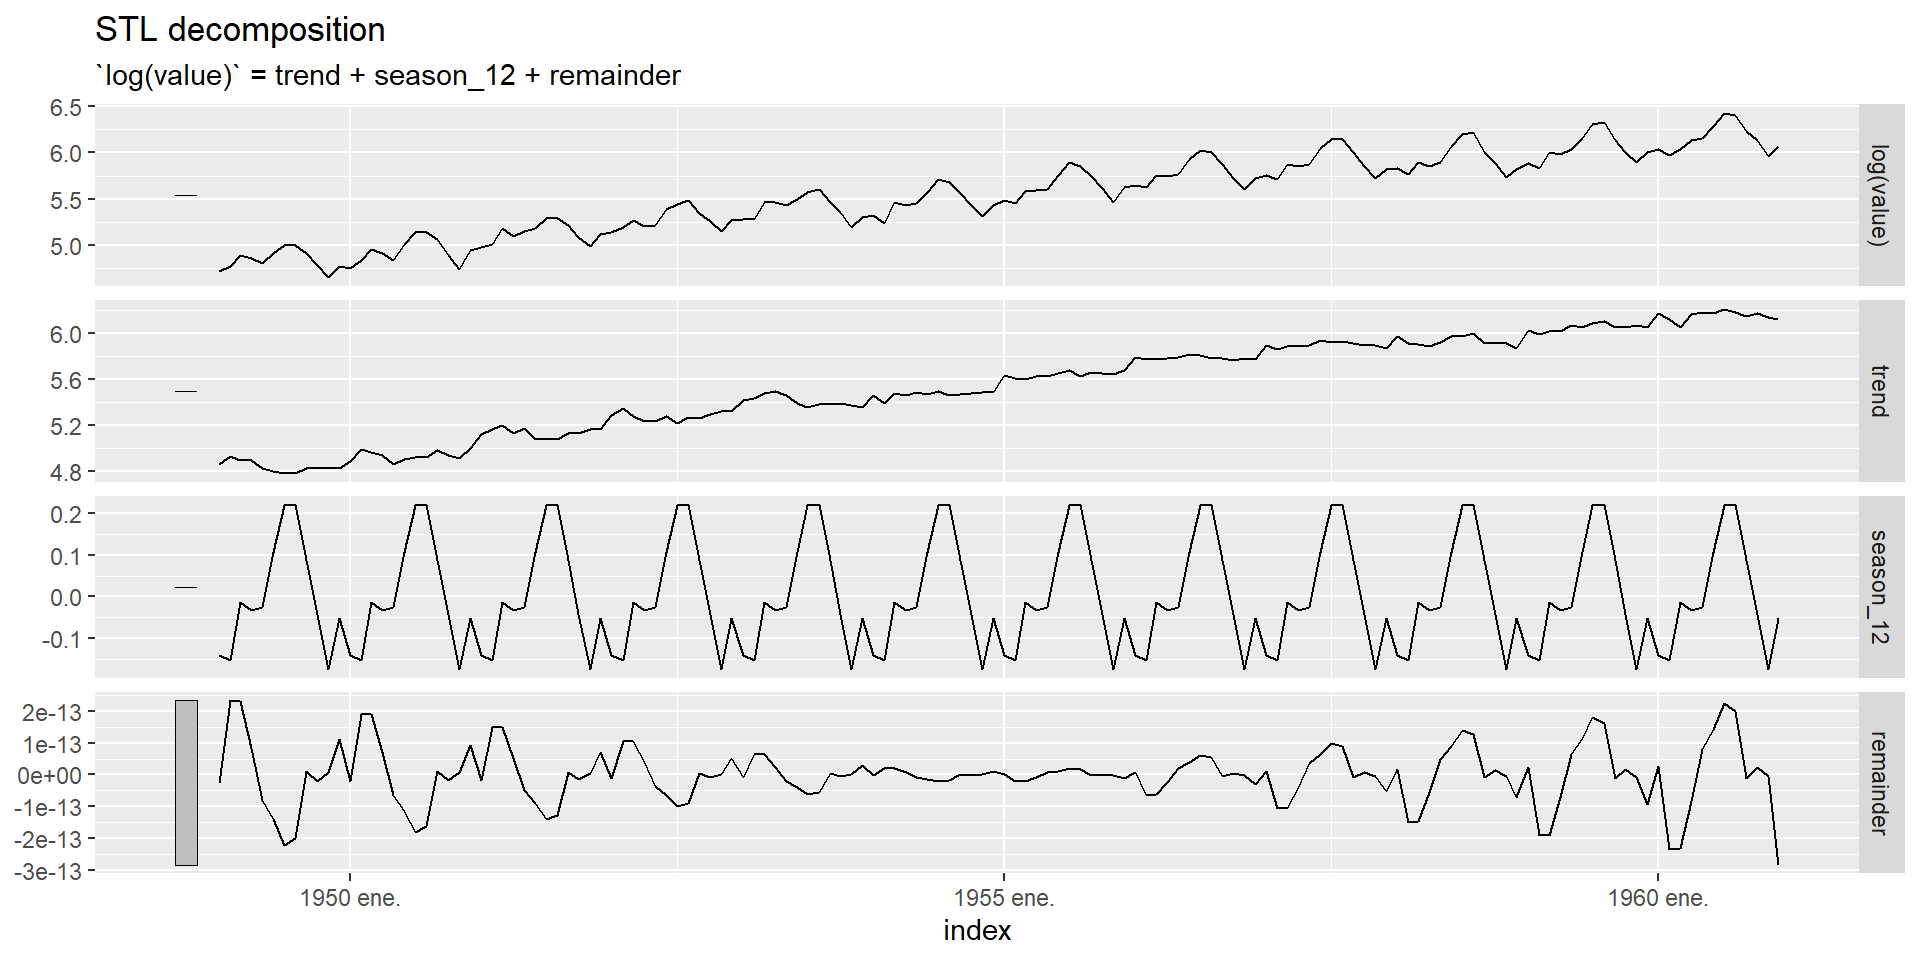 STL decomposition
`log(value)` = trend + season_12 + remainder
6.5
6.0
5.5
5.0
log(value)
6.0
5.6
5.2
4.8
trend
0.2
0.1
0.0
-0.1
season_12
2e-13
1e-13
0e+00
-1e-13
-2e-13
-3e-13
remainder
1950 ene. 1955 ene. 1960 ene.
index